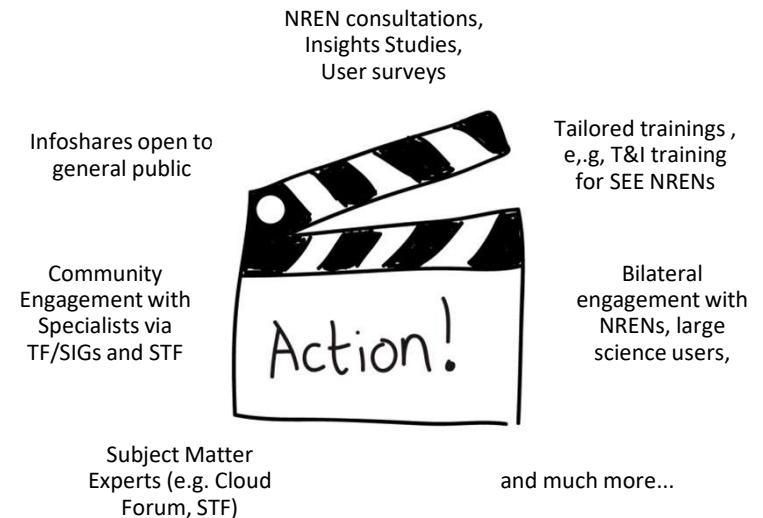 NREN consultations,
Insights Studies,
User surveys
Infoshares open to
general public
Tailored trainings ,
e,.g, T&I training
for SEE NRENs
Community
Engagement with
Specialists via
TF/SIGs and STF
Action!
Bilateral
engagement with
NRENs, large
science users,
Subject Matter
Experts (e.g. Cloud
Forum, STF)
and much more...